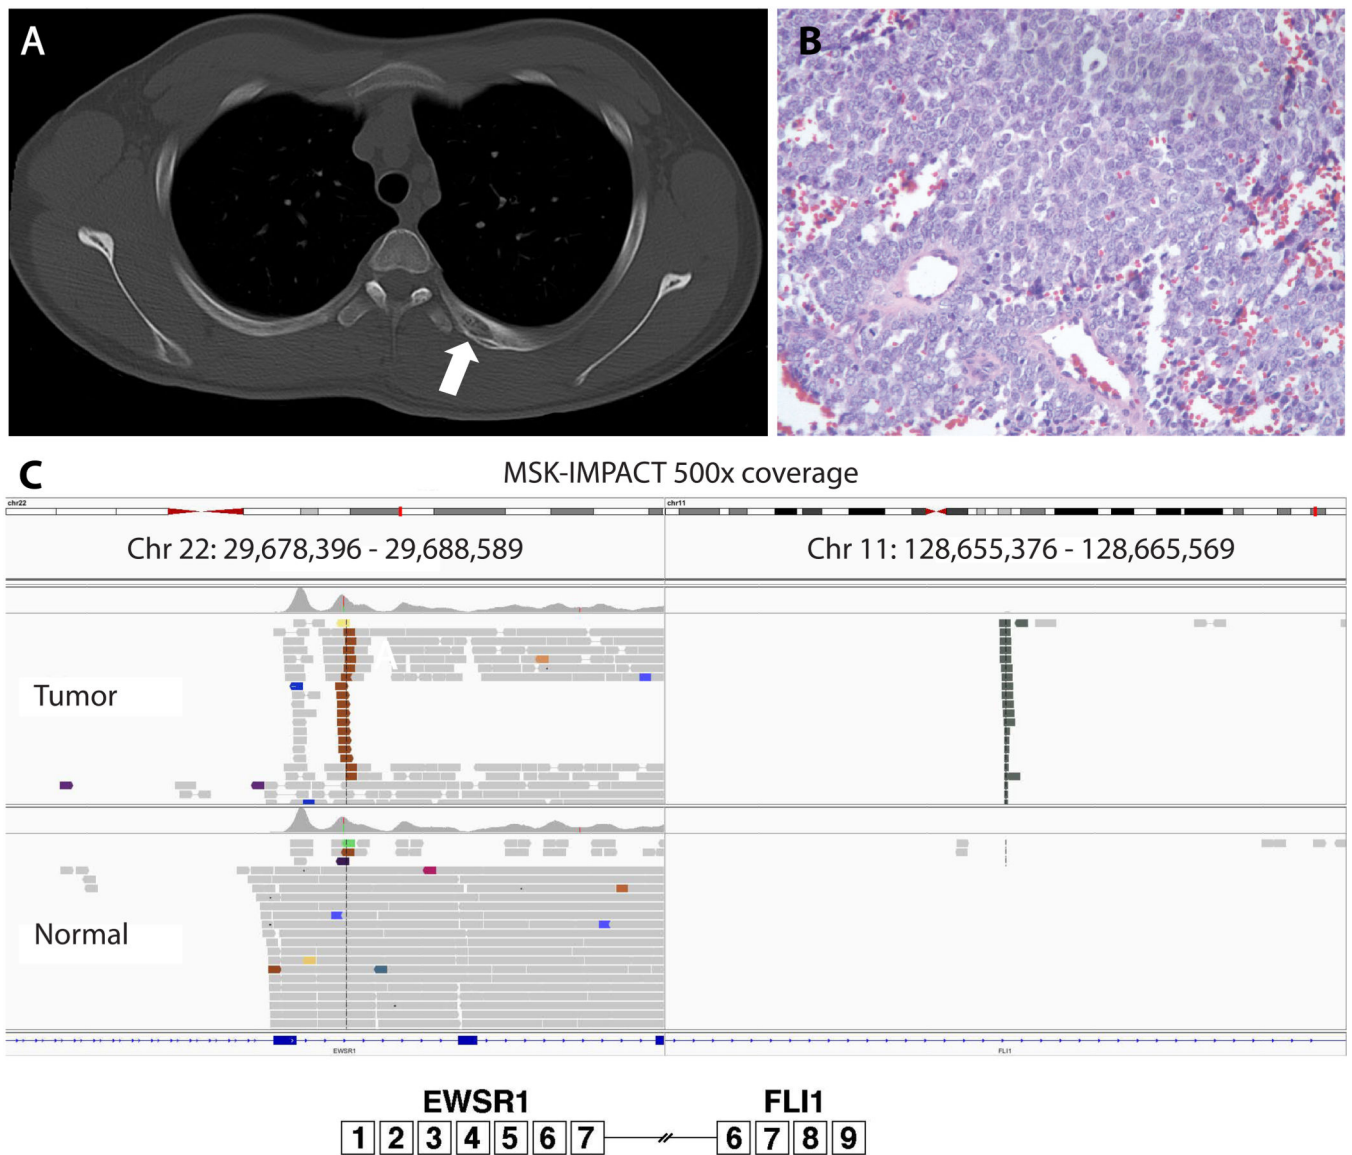 A
B
C
MSK-IMPACT 500x coverage
chr22
chr11
Chr 22: 29,678,396 - 29,688,589
Chr 11: 128,655,376 - 128,665,569
A
Tumor
Normal
EWSR1
FLI1
EWSR1
FLI1
1 2 3 4 5 6 7
6 7 8 9